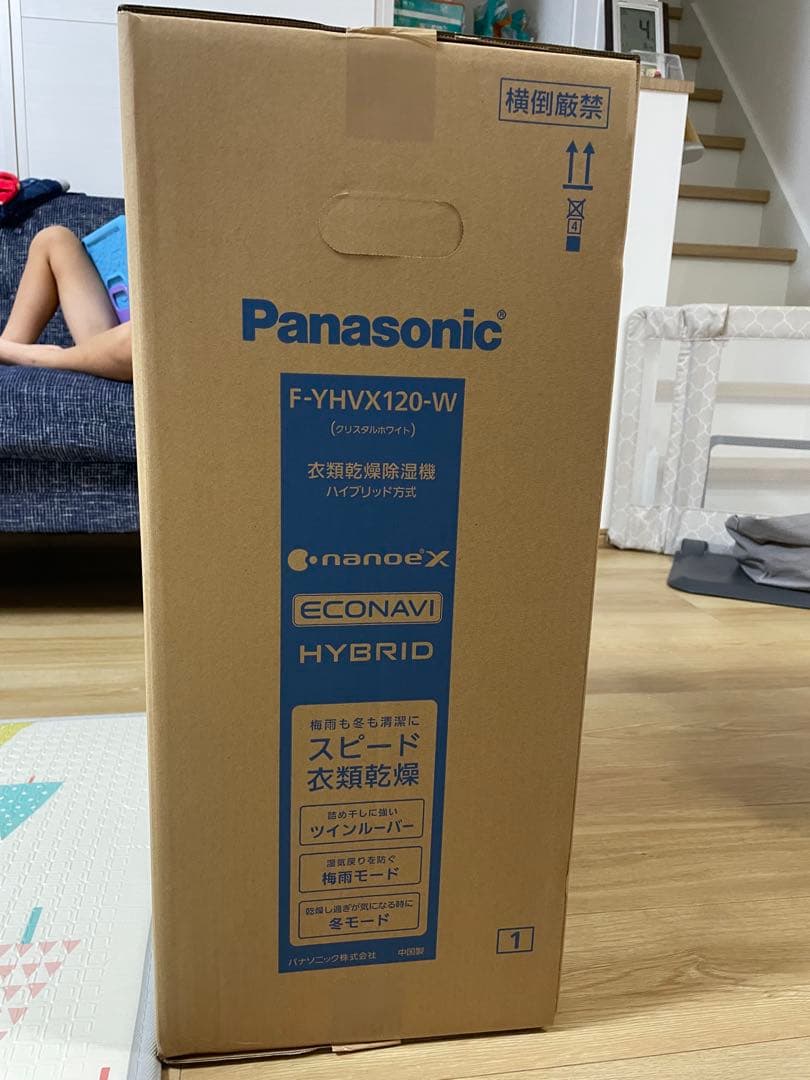 横倒厳禁
4
4
Panasonic®
F-YHVX120-W
(クリスタルホワイト)
衣類乾燥除湿機
ハイブリッド方式
nanoe®X
ECONAVI
HYBRID
梅雨も冬も清潔に
スピード
衣類乾燥
詰め干しに強い
ツインルーバー
湿気戻りを防ぐ
梅雨モード
乾燥し過ぎが気になる時に
冬モード
パナソニック株式会社 中国製
1